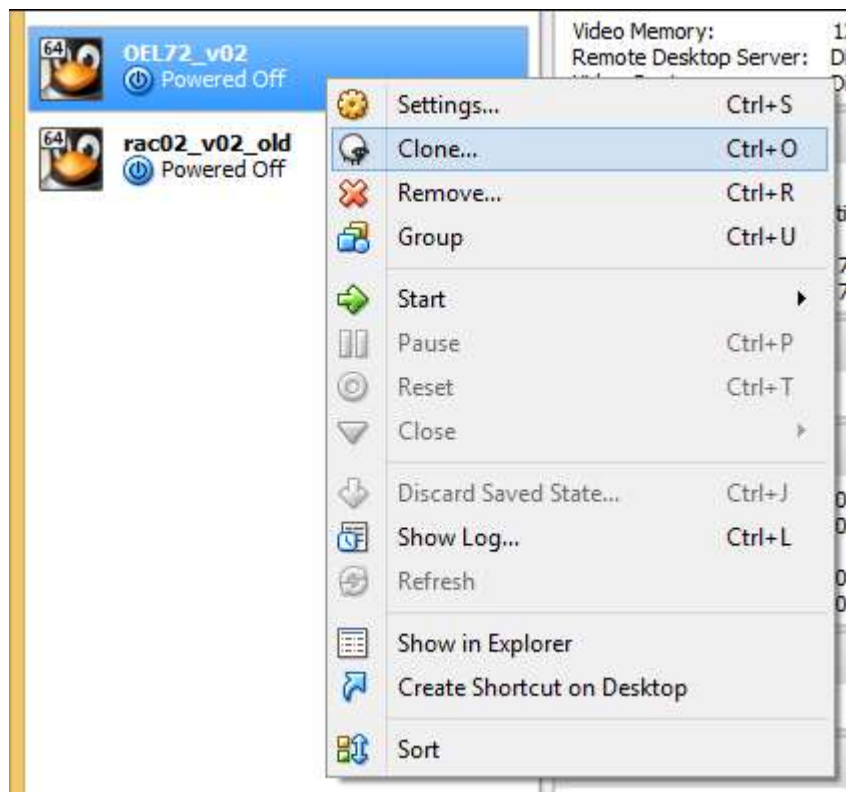 Video Memory:
Remote Desktop Server:
64
OEL72_v02
Powered Off
64
rac02_v02_old
Powered Off
Settings... Ctrl+S
Clone... Ctrl+O
Remove... Ctrl+R
Group Ctrl+U
Start
Pause Ctrl+P
Reset Ctrl+T
Close
Discard Saved State... Ctrl+J
Show Log... Ctrl+L
Refresh
Show in Explorer
Create Shortcut on Desktop
Sort